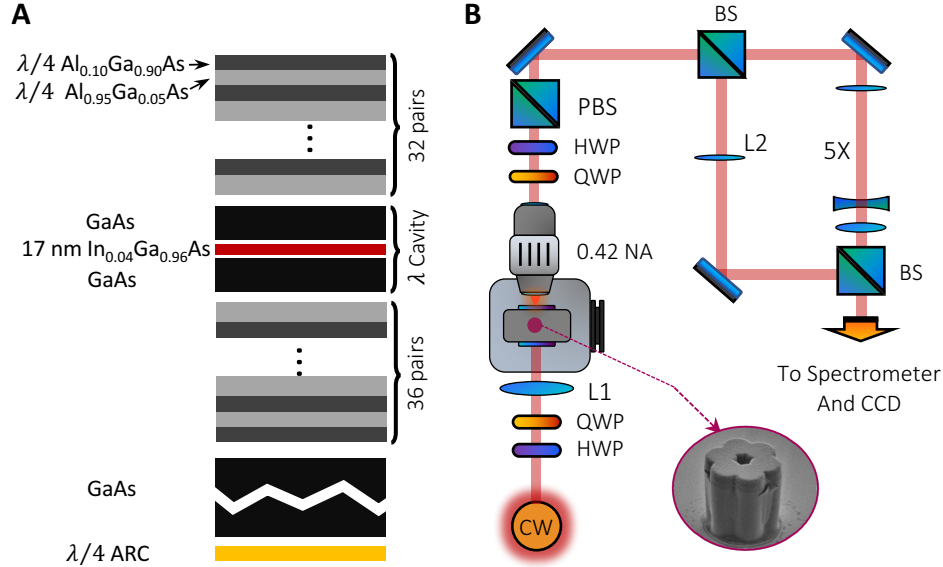 A
λ/4 Al0.10Ga0.90As
λ/4 Al0.95Ga0.05As
32 pairs
GaAs
17 nm In0.04Ga0.96As
GaAs
λ Cavity
36 pairs
GaAs
λ/4 ARC
B
BS
PBS
HWP
QWP
L2
5X
0.42 NA
BS
L1
QWP
HWP
CW
To Spectrometer
And CCD